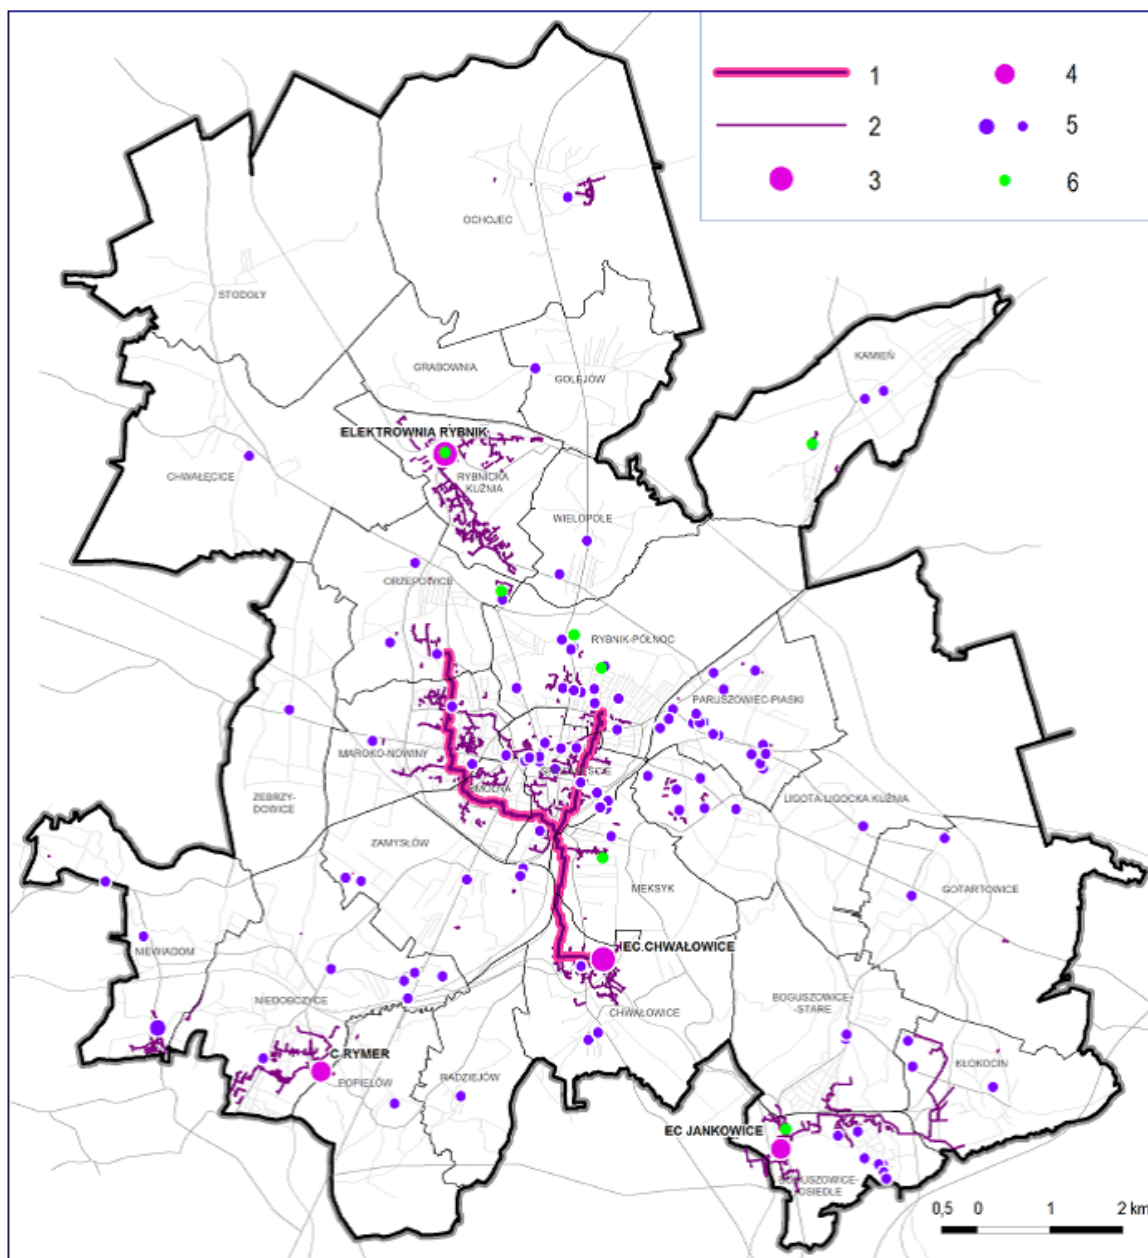 1 4
2 5
3 6
OCHOJEC
STODOŁY
KAMIEŃ
GRABOWNIA
GOLEJÓW
ELEKTROWNIA RYBNIK
CHWAŁĘCICE
RYBNICKA
KUŹNIA
WIELOPOLE
ORZEPOWICE
RYBNIK-PÓŁNOC
PARUSZOWIEC-PIASKI
MAROKO-NOWINY
ZEBRZY-
DOWICE
LIGOTA-LIGOCKA KUŹNIA
ZAMYSŁÓW
MEKSYK
GOTARTOWICE
NIEWIADOM
EC CHWAŁOWICE
NIEDOBCZYCE
CHWAŁOWICE
BOGUSZOWICE-
-STARE
C RYMER
POPIELÓW
RADZIEJÓW
KŁOKOCIN
EC JANKOWICE
BOGUSZOWICE-
-OSIEDLE
0,5 0 1 2 km